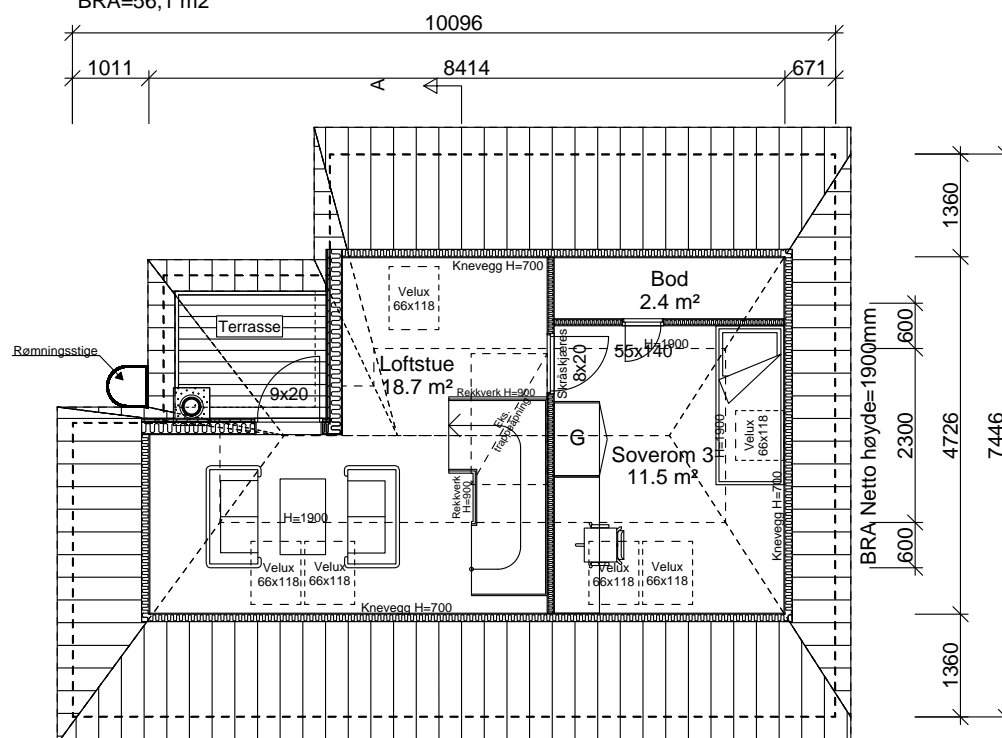 BRA=56,1 m2
10096
1011
8414
671
A
Knevegg H=700
Velux
66x118
Bod
2.4 m²
Terrasse
Rømningsstige
9x20
Loftstue
18.7 m²
Rekkverk H=900
Eks.
trappeåpning
Skråskjæres
8x20
H=1900
55x140
G
Soverom 3
11.5 m²
H=1900
Velux
66x118
Knevegg H=700
Rekkverk
H=900
H=1900
Velux
66x118
Velux
66x118
Velux
66x118
Velux
66x118
Knevegg H=700
BRA Netto høyde=1900mm
600
2300
600
1360
4726
1360
7446